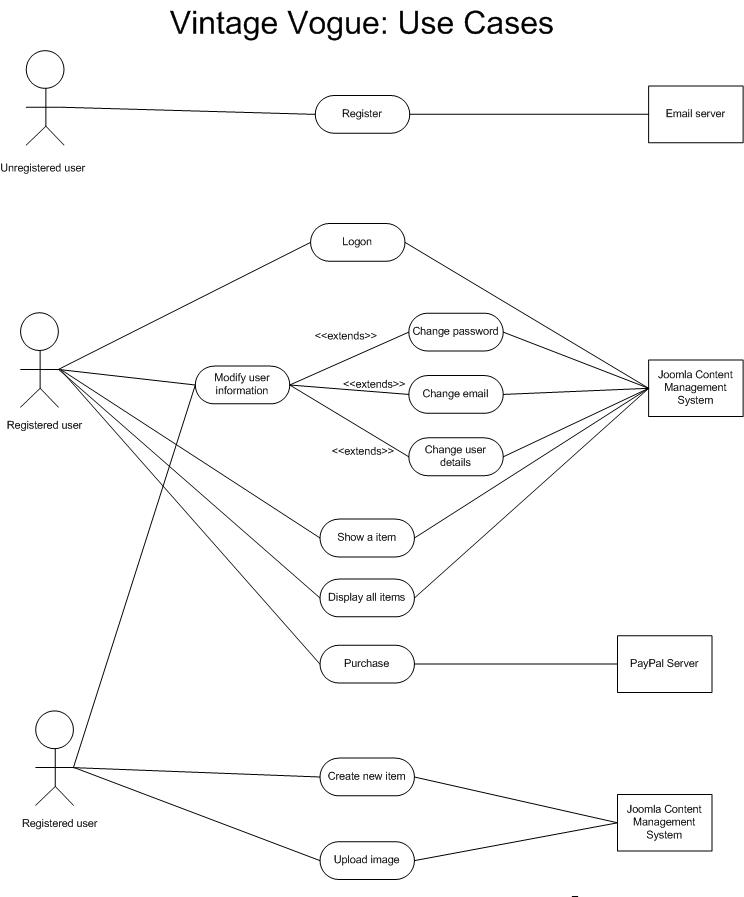 Vintage Vogue: Use Cases
Register
Email server
Unregistered user
Logon
<<extends>>
Change password
Modify user
information
<<extends>>
Change email
Joomla Content
Management
System
Registered user
<<extends>>
Change user
details
Show a item
Display all items
Purchase
PayPal Server
Create new item
Joomla Content
Management
System
Registered user
Upload image